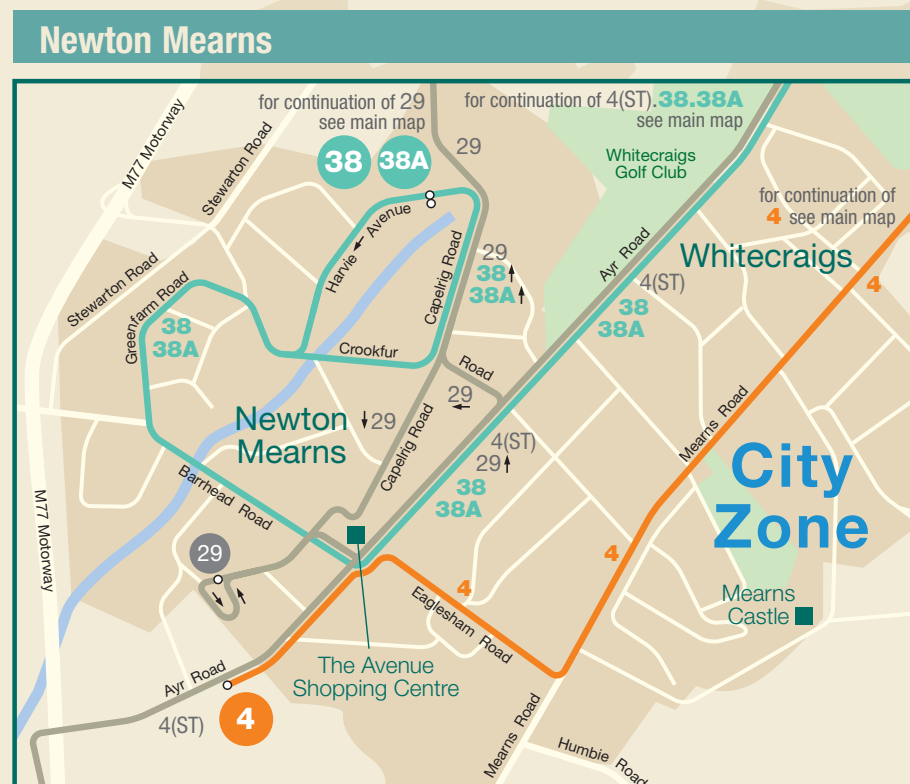 Newton Mearns
for continuation of 29
see main map
for continuation of 4(ST).38.38A
see main map
38
38A
29
Whitecraigs
Golf Club
for continuation of
4 see main map
M77 Motorway
Stewarton Road
Harvie Avenue
Ayr Road
Whitecraigs
Stewarton Road
Greenfarm Road
Capelrig Road
29
38
38A
4(ST)
38
38A
4
38
38A
Crookfur
Road
29
29
Newton
Mearns
Capelrig Road
4(ST)
29
38
38A
Mearns Road
City
Zone
Barrhead Road
M77 Motorway
29
4
4
Eaglesham Road
Mearns
Castle
The Avenue
Shopping Centre
Ayr Road
4(ST)
4
Mearns Road
Humbie Road